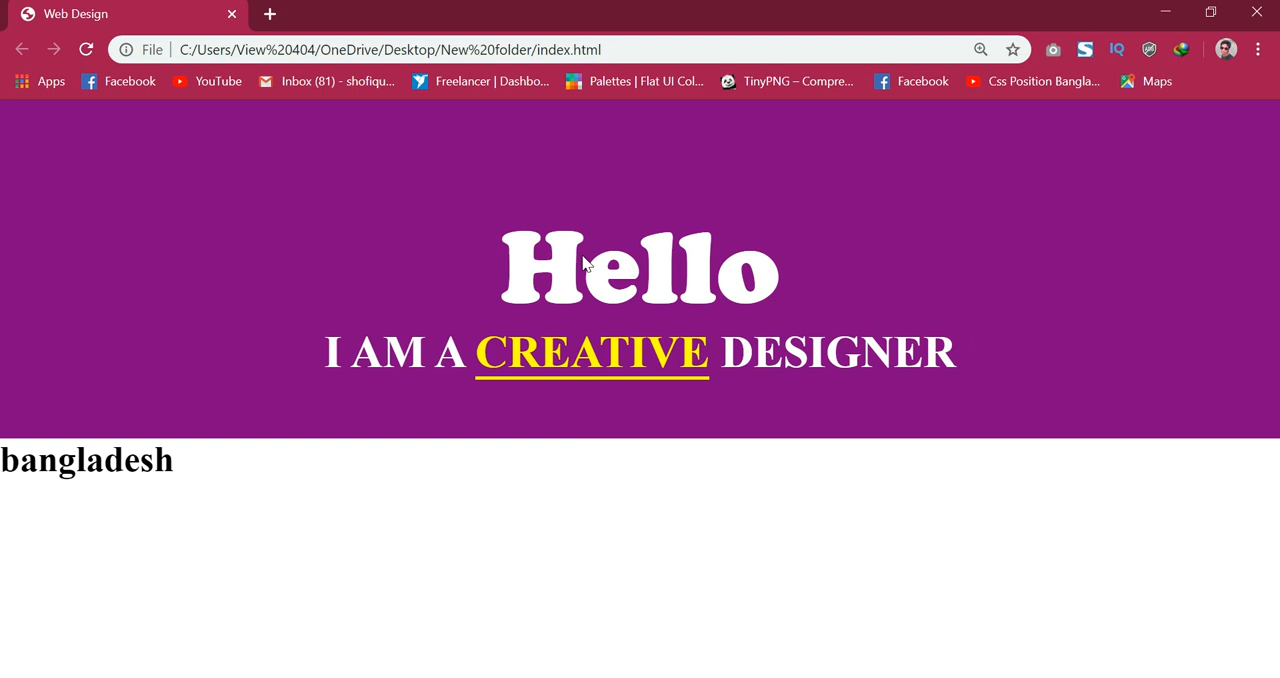 Web Design
File C:/Users/View%20404/OneDrive/Desktop/New%20folder/index.html
Apps Facebook YouTube Inbox (81) - shofiqu... Freelancer | Dashbo... Palettes | Flat UI Col... TinyPNG – Compre... Facebook Css Position Bangla... Maps
Hello
I AM A CREATIVE DESIGNER
bangladesh